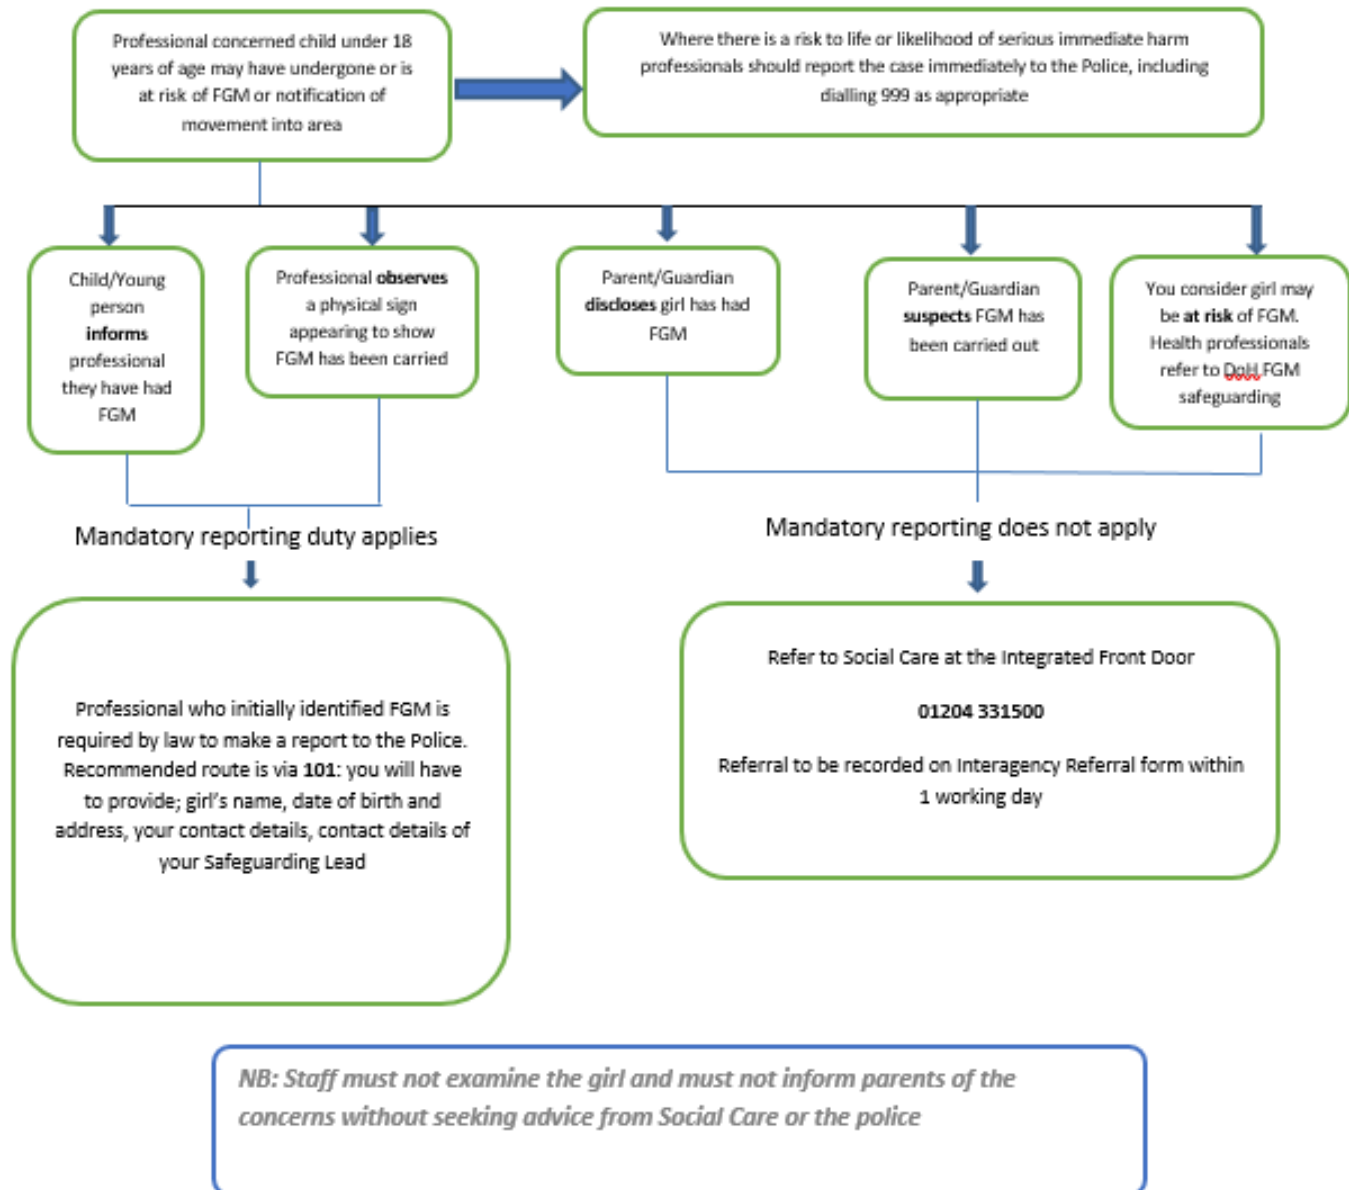 Professional concerned child under 18
years of age may have undergone or is
at risk of FGM or notification of
movement into area
Where there is a risk to life or likelihood of serious immediate harm
professionals should report the case immediately to the Police, including
dialling 999 as appropriate
Child/Young
person
informs
professional
they have had
FGM
Professional observes
a physical sign
appearing to show
FGM has been carried
Parent/Guardian
discloses girl has had
FGM
Parent/Guardian
suspects FGM has
been carried out
You consider girl may
be at risk of FGM.
Health professionals
refer to DoH FGM
safeguarding
Mandatory reporting duty applies
Mandatory reporting does not apply
Professional who initially identified FGM is
required by law to make a report to the Police.
Recommended route is via 101: you will have
to provide; girl's name, date of birth and
address, your contact details, contact details of
your Safeguarding Lead
Refer to Social Care at the Integrated Front Door
01204 331500
Referral to be recorded on Interagency Referral form within
1 working day
NB: Staff must not examine the girl and must not inform parents of the
concerns without seeking advice from Social Care or the police